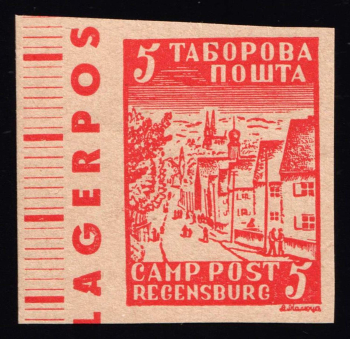 LAGERPOS
5 ТАБОРОВА
ПОШТА
CAMP POST
REGENSBURG 5